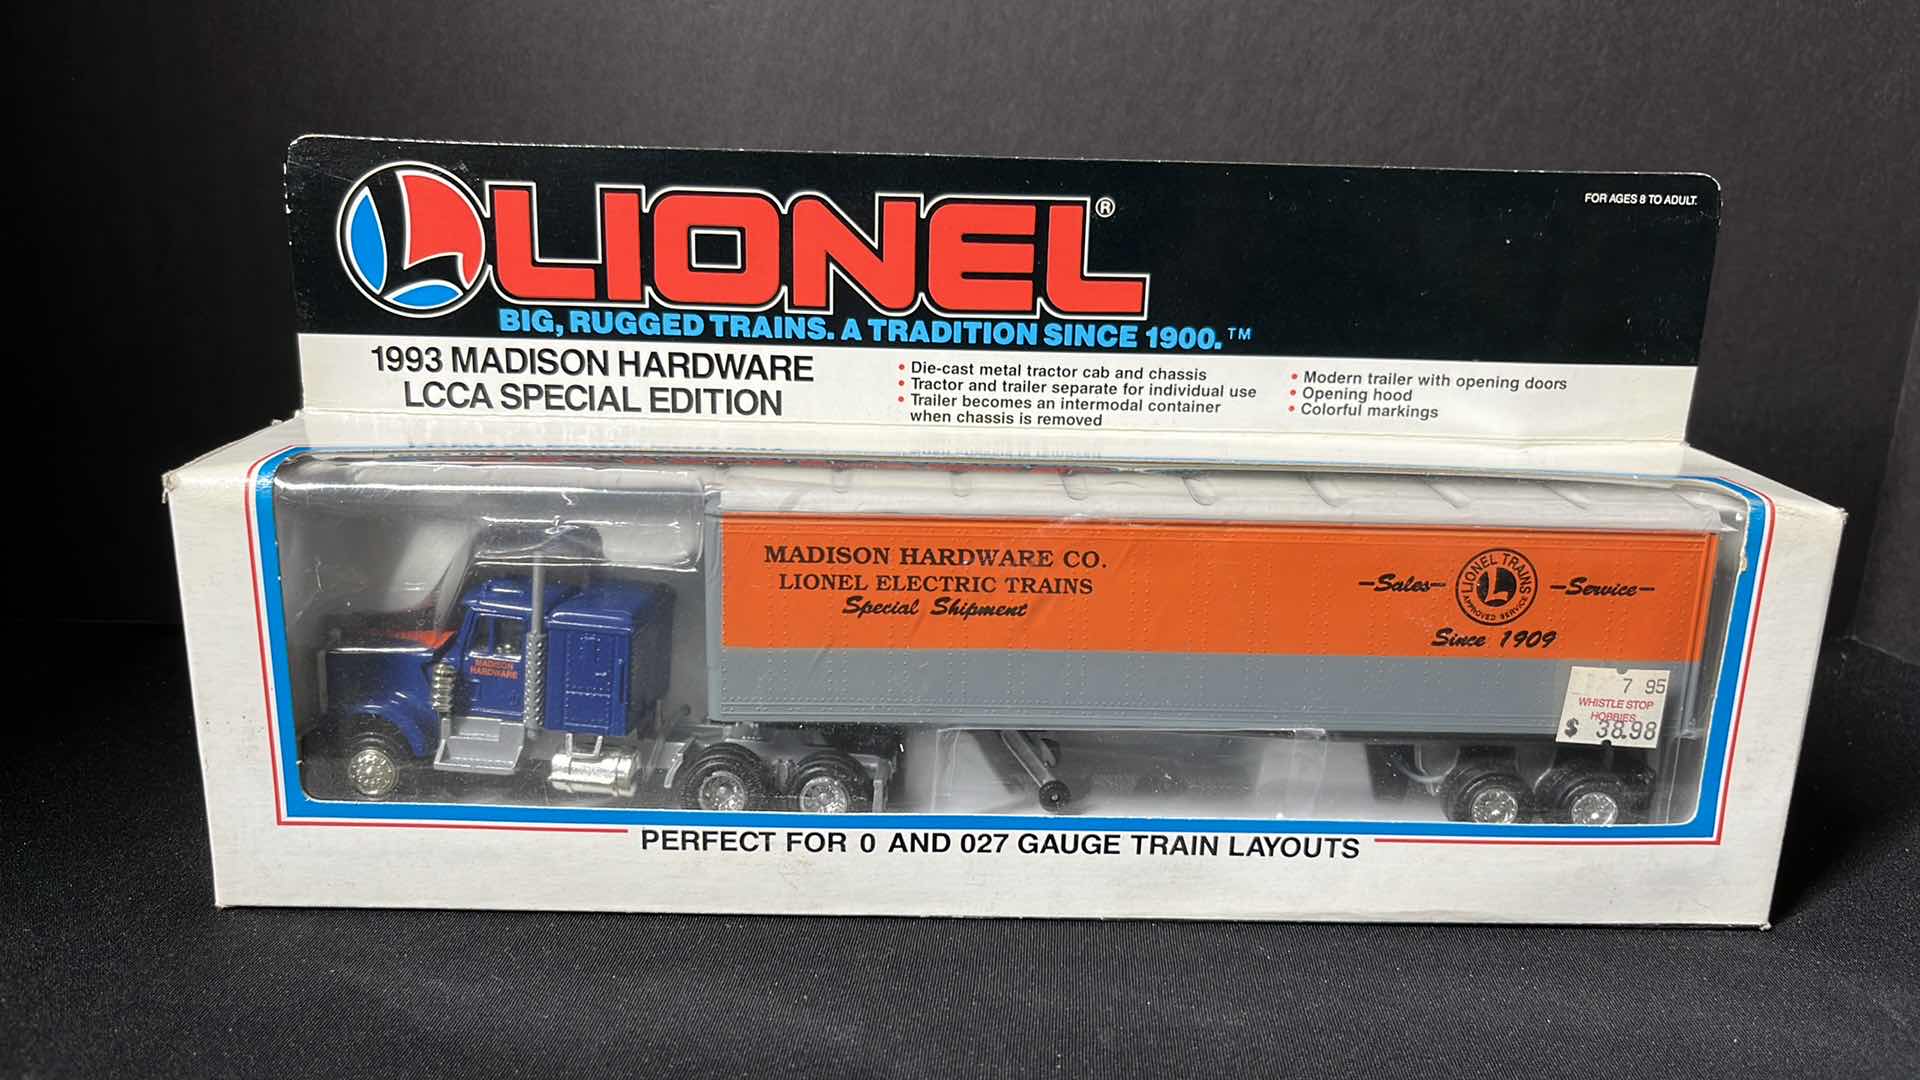 LIONEL®
FOR AGES 8 TO ADULT.
BIG, RUGGED TRAINS. A TRADITION SINCE 1900.™
1993 MADISON HARDWARE
LCCA SPECIAL EDITION
• Die-cast metal tractor cab and chassis
• Tractor and trailer separate for individual use
• Trailer becomes an intermodal container
when chassis is removed
• Modern trailer with opening doors
• Opening hood
• Colorful markings
MADISON HARDWARE CO.
LIONEL ELECTRIC TRAINS
Special Shipment
—Sales—
LIONEL TRAINS
L
APPROVED SERVICE
—Service—
Since 1909
MADISON
HARDWARE
7 95
WHISTLE STOP
HOBBIES
$ 38.98
PERFECT FOR 0 AND 027 GAUGE TRAIN LAYOUTS